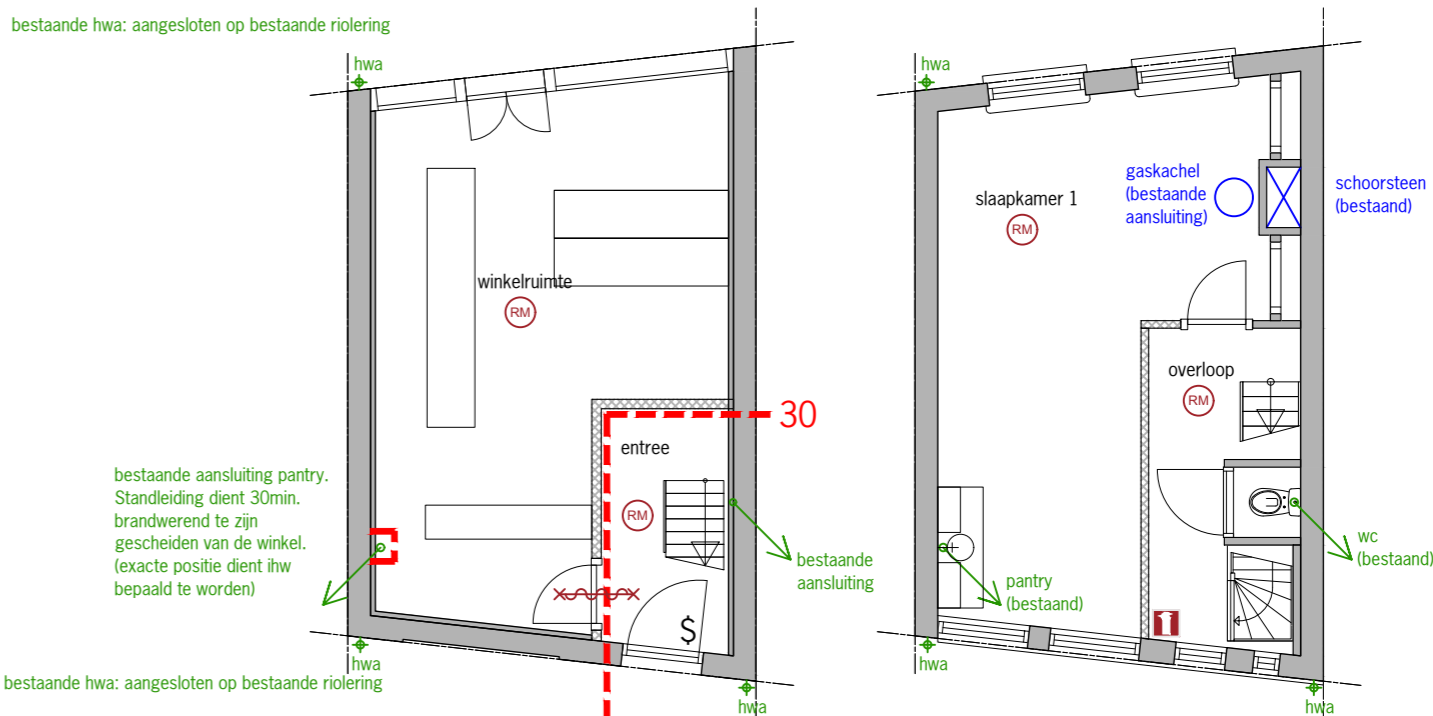 bestaande hwa: aangesloten op bestaande riolering
hwa
hwa
gaskachel
(bestaande
aansluiting)
schoorsteen
(bestaand)
slaapkamer 1
RM
winkelruimte
RM
overloop
RM
30
entree
RM
bestaande aansluiting pantry.
Standleiding dient 30min.
brandwerend te zijn
gescheiden van de winkel.
(exacte positie dient ihw
bepaald te worden)
bestaande
aansluiting
pantry
(bestaand)
wc
(bestaand)
$
hwa
hwa
bestaande hwa: aangesloten op bestaande riolering
hwa
hwa